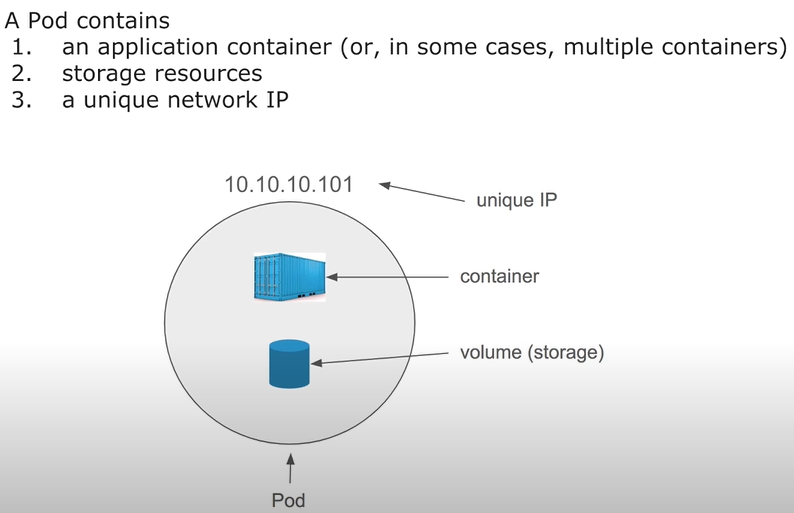 A Pod contains
1. an application container (or, in some cases, multiple containers)
2. storage resources
3. a unique network IP
10.10.10.101
unique IP
container
volume (storage)
Pod